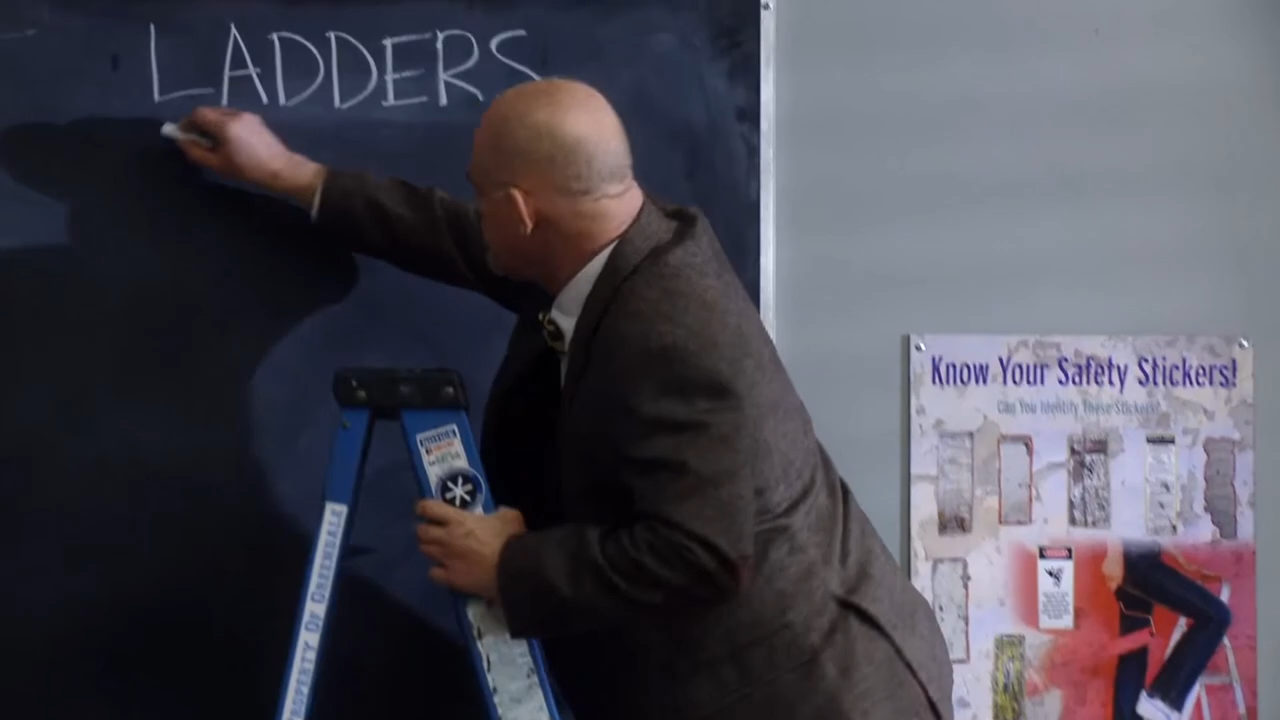 LADDERS
Know Your Safety Stickers!
Can You Identify These Stickers?
PROPERTY OF GREENDALE